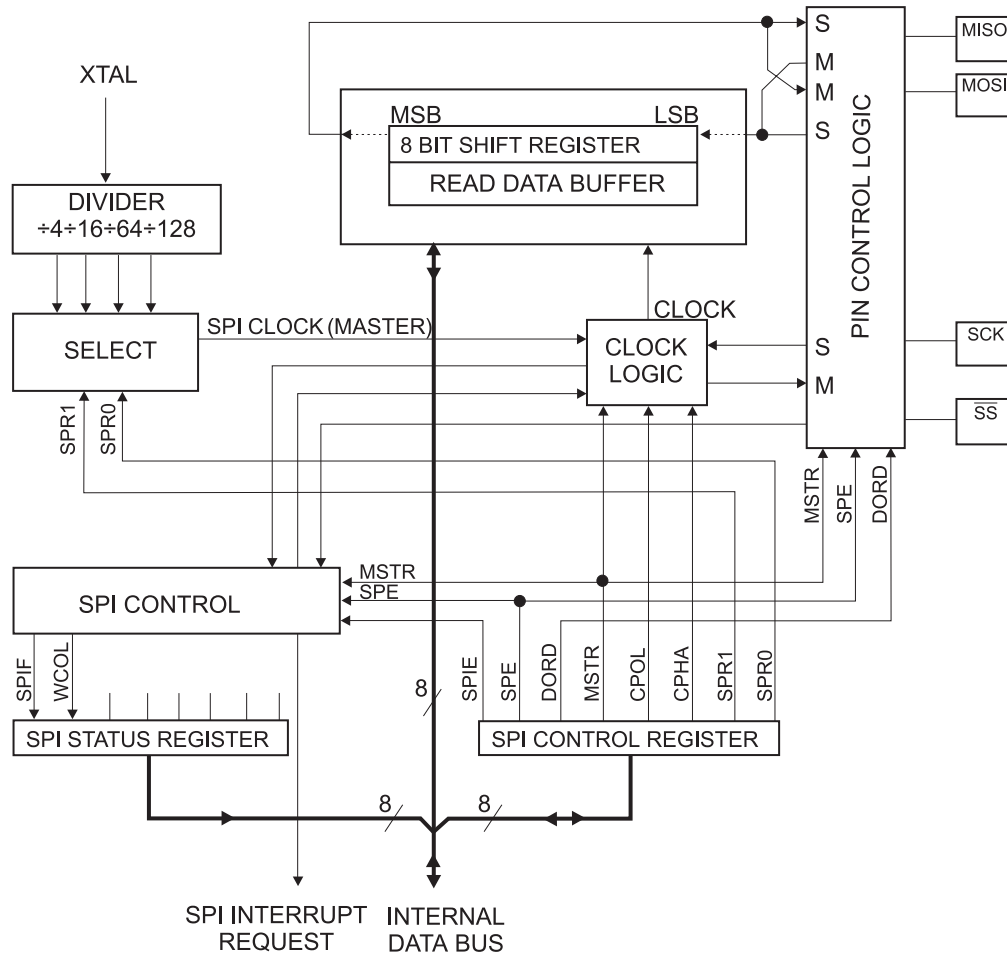 XTAL
DIVIDER
÷4÷16÷64÷128
SELECT
SPI CLOCK (MASTER)
SPR1
SPR0
MSB
LSB
8 BIT SHIFT REGISTER
READ DATA BUFFER
CLOCK
CLOCK
LOGIC
S
M
M
S
S
M
PIN CONTROL LOGIC
MISO
MOSI
SCK
SS
MSTR
SPE
DORD
MSTR
SPE
SPI CONTROL
SPIF
WCOL
SPI STATUS REGISTER
8
SPIE
SPE
DORD
MSTR
CPOL
CPHA
SPR1
SPR0
SPI CONTROL REGISTER
8
8
SPI INTERRUPT
REQUEST
INTERNAL
DATA BUS